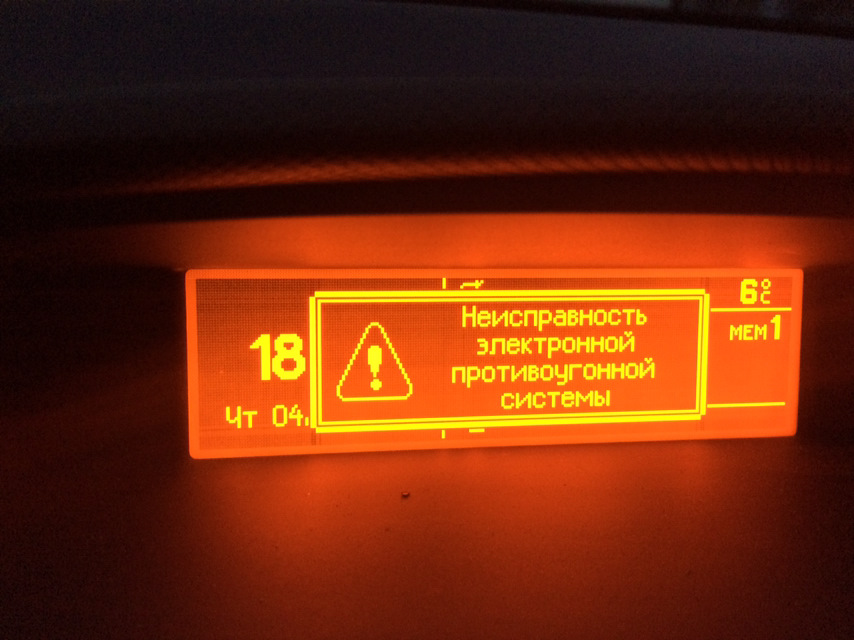 6°C
Неисправность
МЕМ 1
электронной
18
противоугонной
Чт 04.
системы